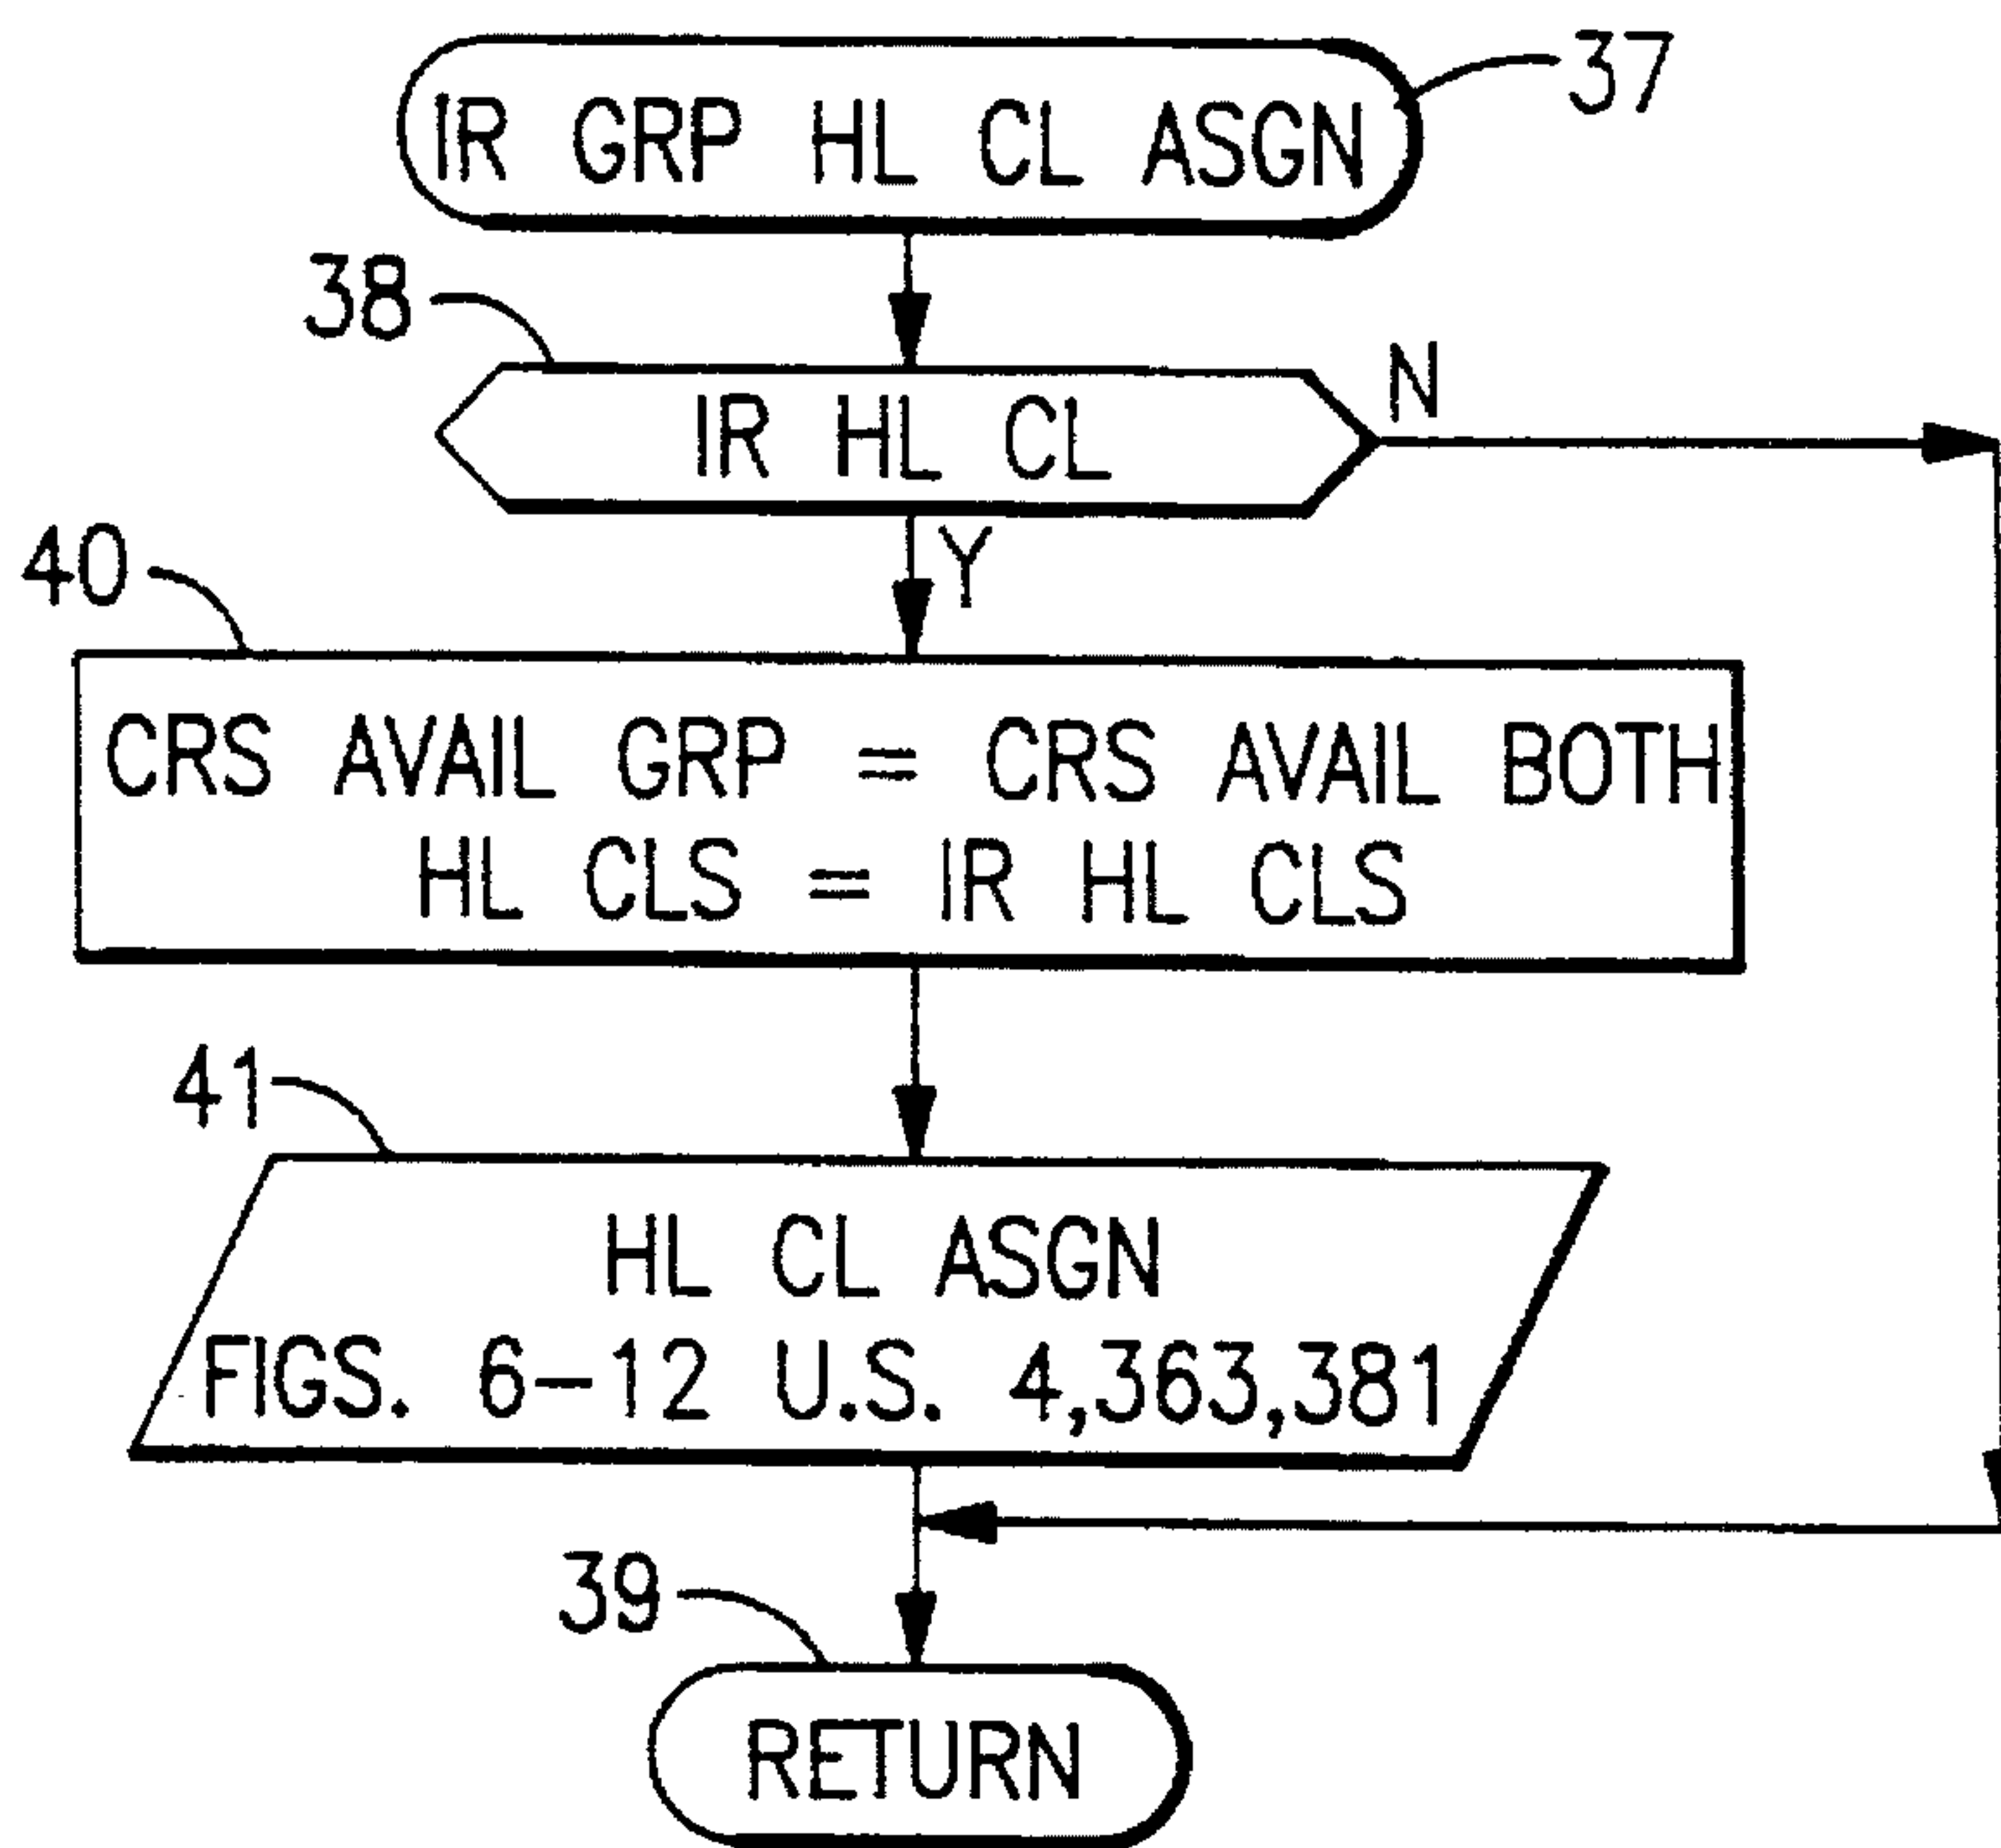 37
IR GRP HL CL ASGN
38
IR HL CL
N
Y
40
CRS AVAIL GRP = CRS AVAIL BOTH
HL CLS = IR HL CLS
41
HL CL ASGN
FIGS. 6-12 U.S. 4,363,381
39
RETURN